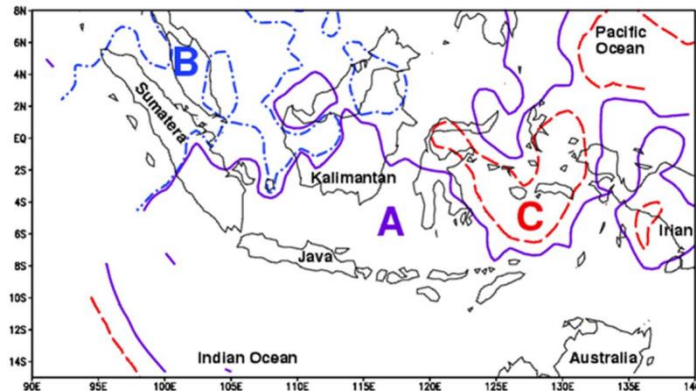 8N
Pacific
Ocean
6N
B
4N
Sumatera
2N
EQ
Kalimantan
2S
4S
A
C
Irian
6S
Java
8S
10S
12S
Indian Ocean
Australia
14S
90E 95E 100E 105E 110E 115E 120E 125E 130E 135E